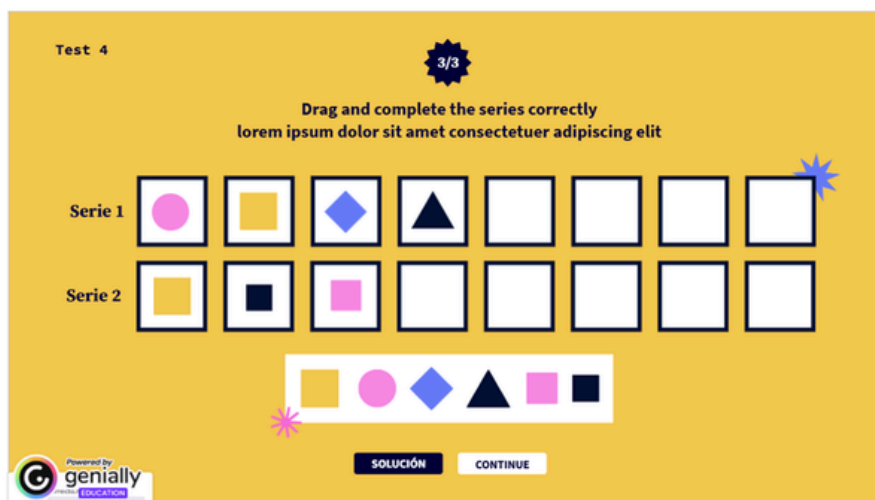 Test 4
3/3
Drag and complete the series correctly
lorem ipsum dolor sit amet consectetuer adipiscing elit
Serie 1
Serie 2
SOLUCIÓN
CONTINUE
Powered by
genially
EDUCATION